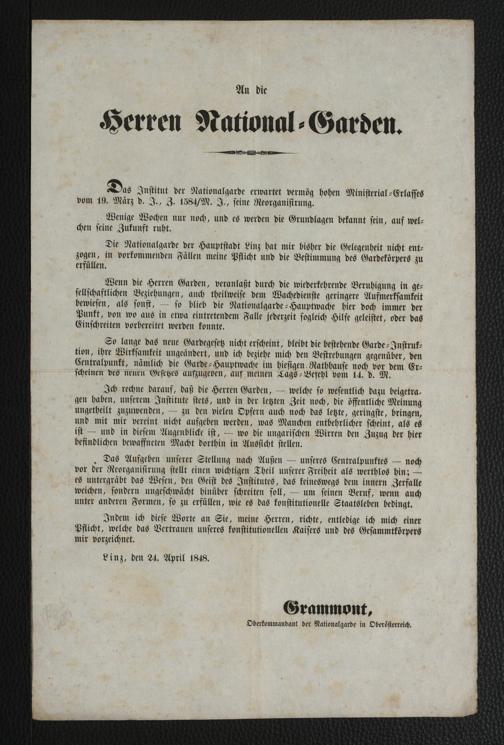 An die
Herren National-Garden.
Das Institut der Nationalgarde erwartet vermög hohen Ministerial-Erlasses
vom 19. März d. J., Z. 1584/M. J., seine Reorganisirung.
Wenige Wochen nur noch, und es werden die Grundlagen bekannt sein, auf wel-
chen seine Zukunft ruht.
Die Nationalgarde der Hauptstadt Linz hat mir bisher die Gelegenheit nicht ent-
zogen, in vorkommenden Fällen meine Pflicht und die Bestimmung des Gardekörpers zu
erfüllen.
Wenn die Herren Garden, veranlaßt durch die wiederkehrende Beruhigung in ge-
sellschaftlichen Beziehungen, auch theilweise dem Wachedienste geringere Aufmerksamkeit
bewiesen, als sonst, — so blieb die Nationalgarde-Hauptwache hier doch immer der
Punkt, von wo aus in etwa eintretendem Falle jederzeit sogleich Hilfe geleistet, oder das
Einschreiten vorbereitet werden konnte.
So lange das neue Gardegesetz nicht erscheint, bleibt die bestehende Garde-Instruk-
tion, ihre Wirksamkeit ungeändert, und ich beziehe mich den Bestrebungen gegenüber, den
Centralpunkt, nämlich die Garde-Hauptwache im hiesigen Rathhause noch vor dem Er-
scheinen des neuen Gesetzes aufzugeben, auf meinen Tags-Befehl vom 14. d. M.
Ich rechne darauf, daß die Herren Garden, — welche so wesentlich dazu beigetra-
gen haben, unserem Institute stets, und in der letzten Zeit noch, die öffentliche Meinung
ungetheilt zuzuwenden, — zu den vielen Opfern auch noch das letzte, geringste, bringen,
und mit mir vereint nicht aufgeben werden, was Manchen entbehrlicher scheint, als es
ist — und in diesem Augenblicke ist, — wo die ungarischen Wirren den Zuzug der hier
befindlichen bewaffneten Macht dorthin in Aussicht stellen.
Das Aufgeben unserer Stellung nach Außen — unseres Centralpunktes — noch
vor der Reorganisirung stellt einen wichtigen Theil unserer Freiheit als werthlos hin; —
es untergräbt das Wesen, den Geist des Institutes, das keineswegs dem innern Zerfalle
weichen, sondern ungeschwächt hinüber schreiten soll, — um seinen Beruf, wenn auch
unter anderen Formen, so zu erfüllen, wie es das konstitutionelle Staatsleben bedingt.
Indem ich diese Worte an Sie, meine Herren, richte, entledige ich mich einer
Pflicht, welche das Vertrauen unseres konstitutionellen Kaisers und des Gesammtkörpers
mir vorzeichnet.
Linz, den 24. April 1848.
Grammont,
Oberkommandant der Nationalgarde in Oberösterreich.